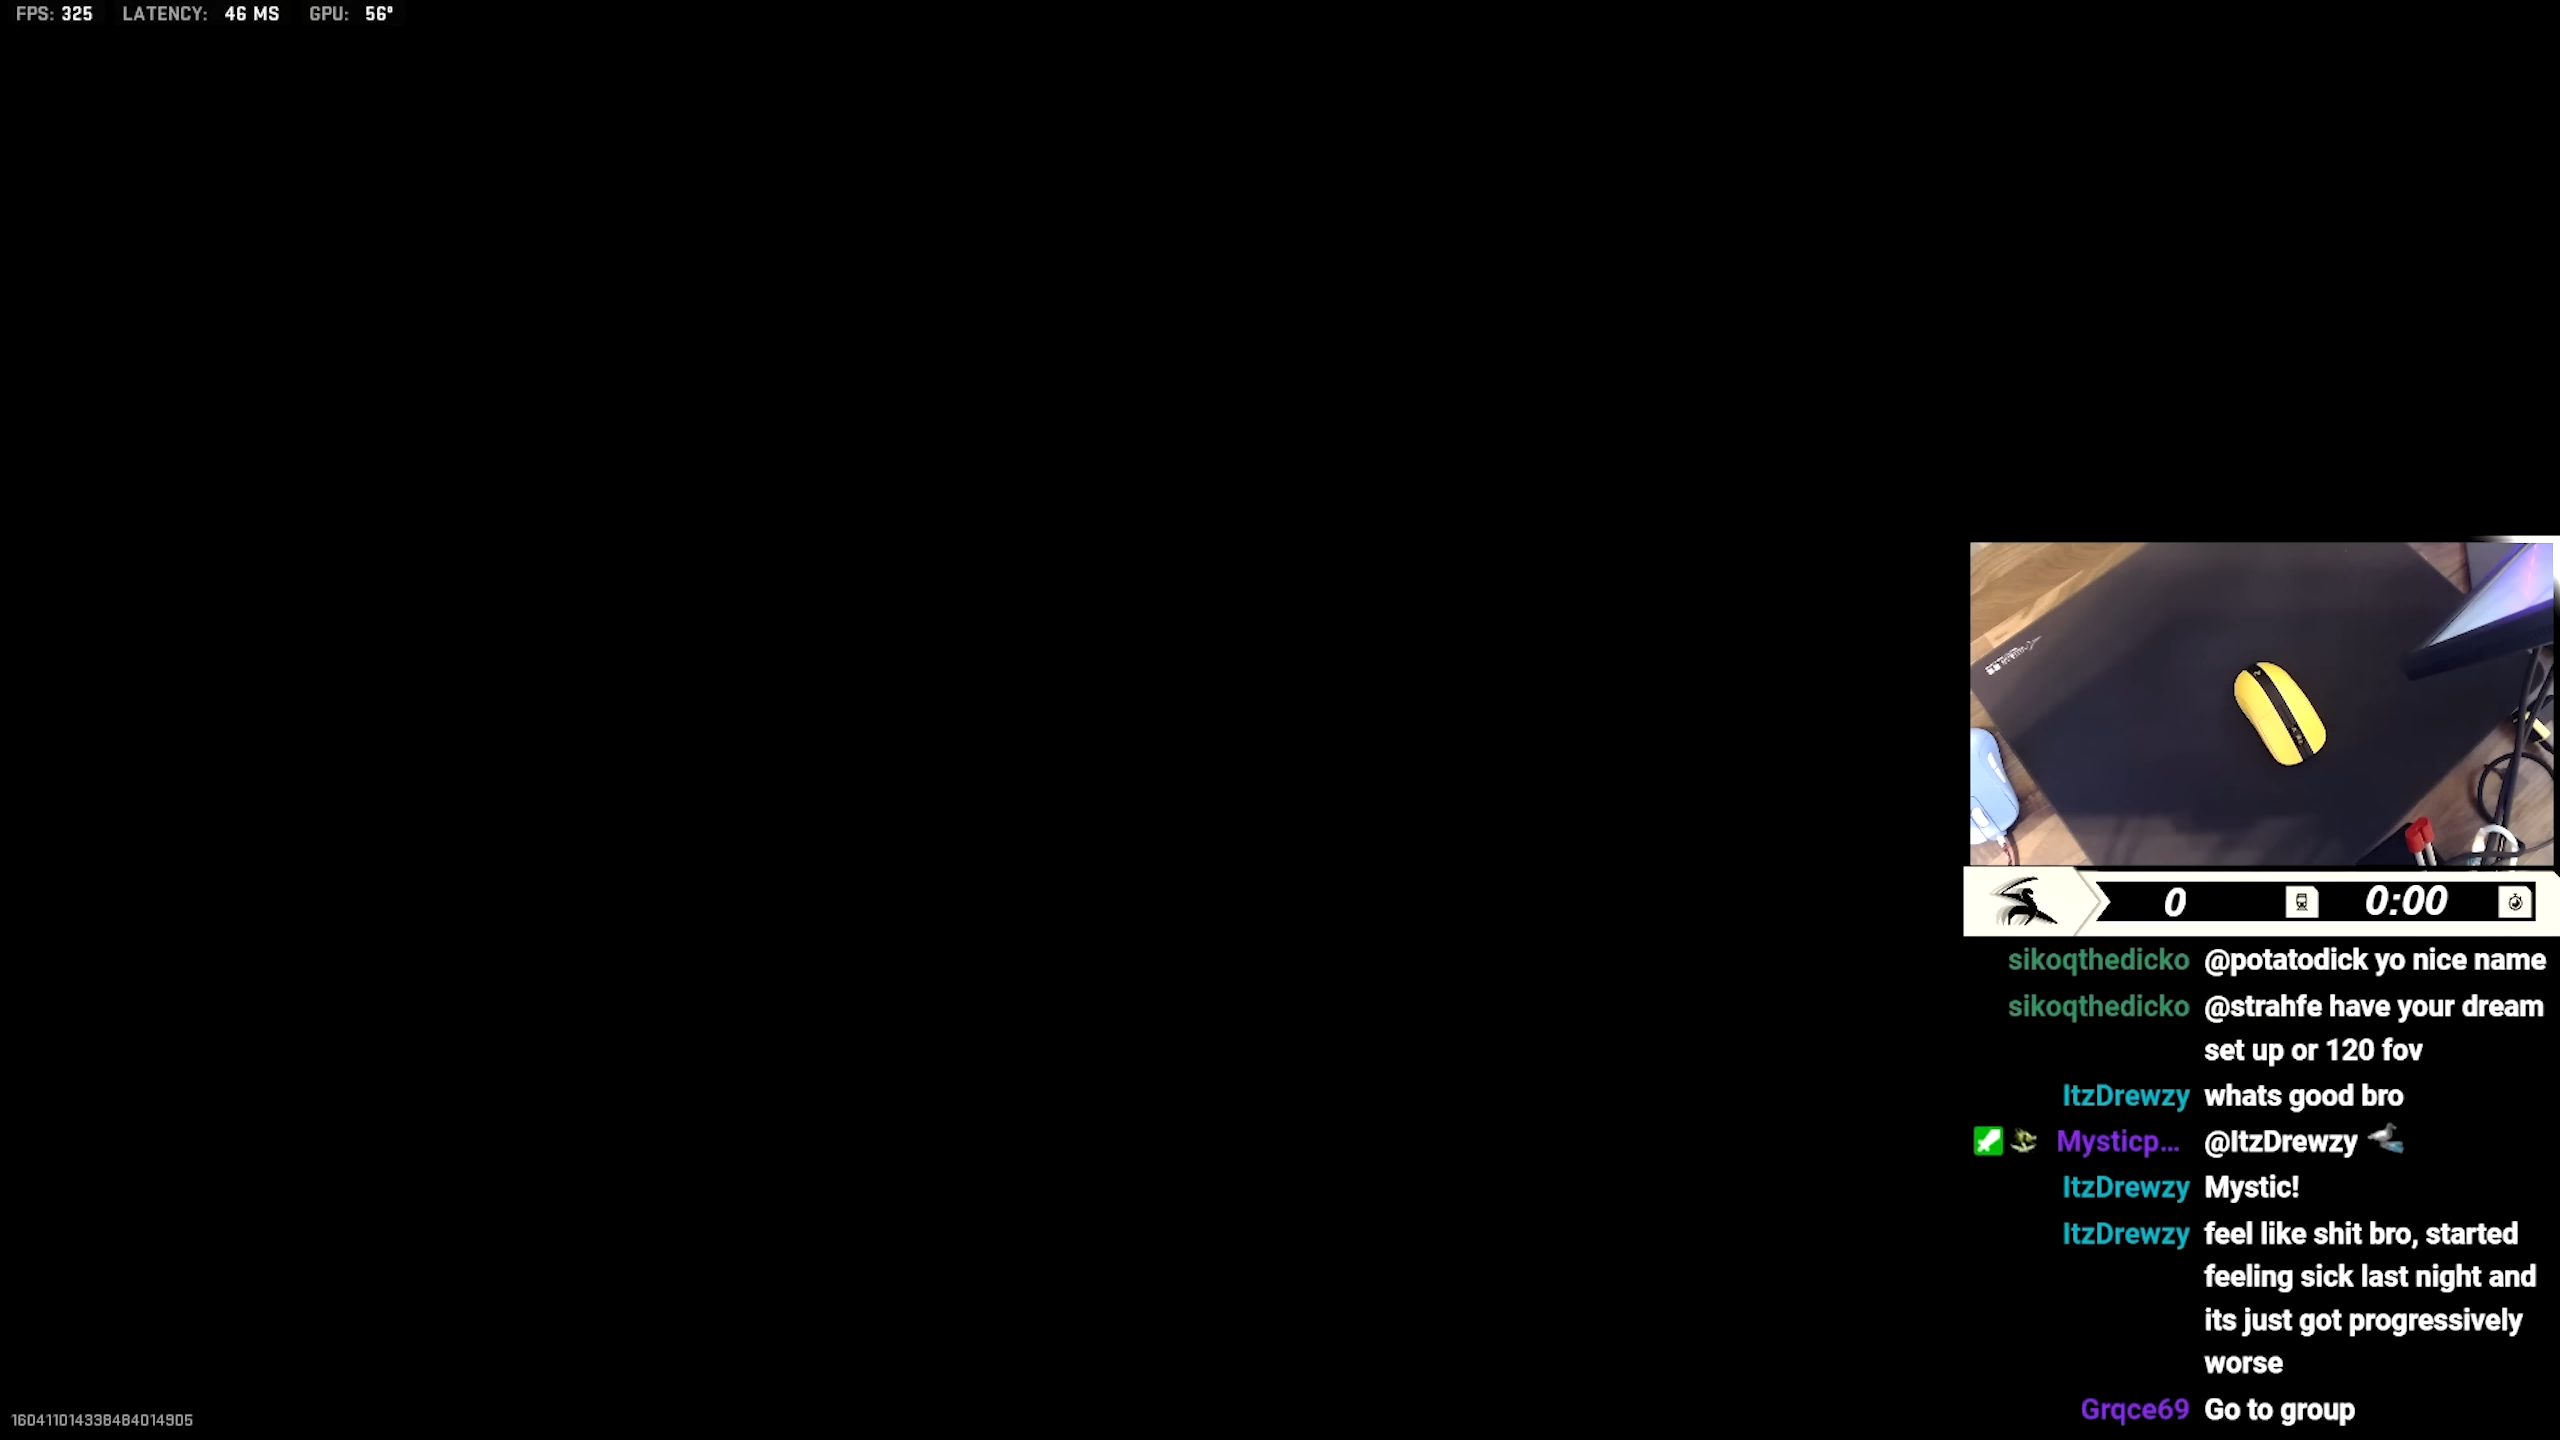 FPS: 325 LATENCY: 46 MS GPU: 56°
0 0:00
sikoqthedicko @potatodick yo nice name
sikoqthedicko @strahfe have your dream
set up or 120 fov
ItzDrewzy whats good bro
Mysticp... @ItzDrewzy
ItzDrewzy Mystic!
ItzDrewzy feel like shit bro, started
feeling sick last night and
its just got progressively
worse
Grqce69 Go to group
16041101433848401490​5